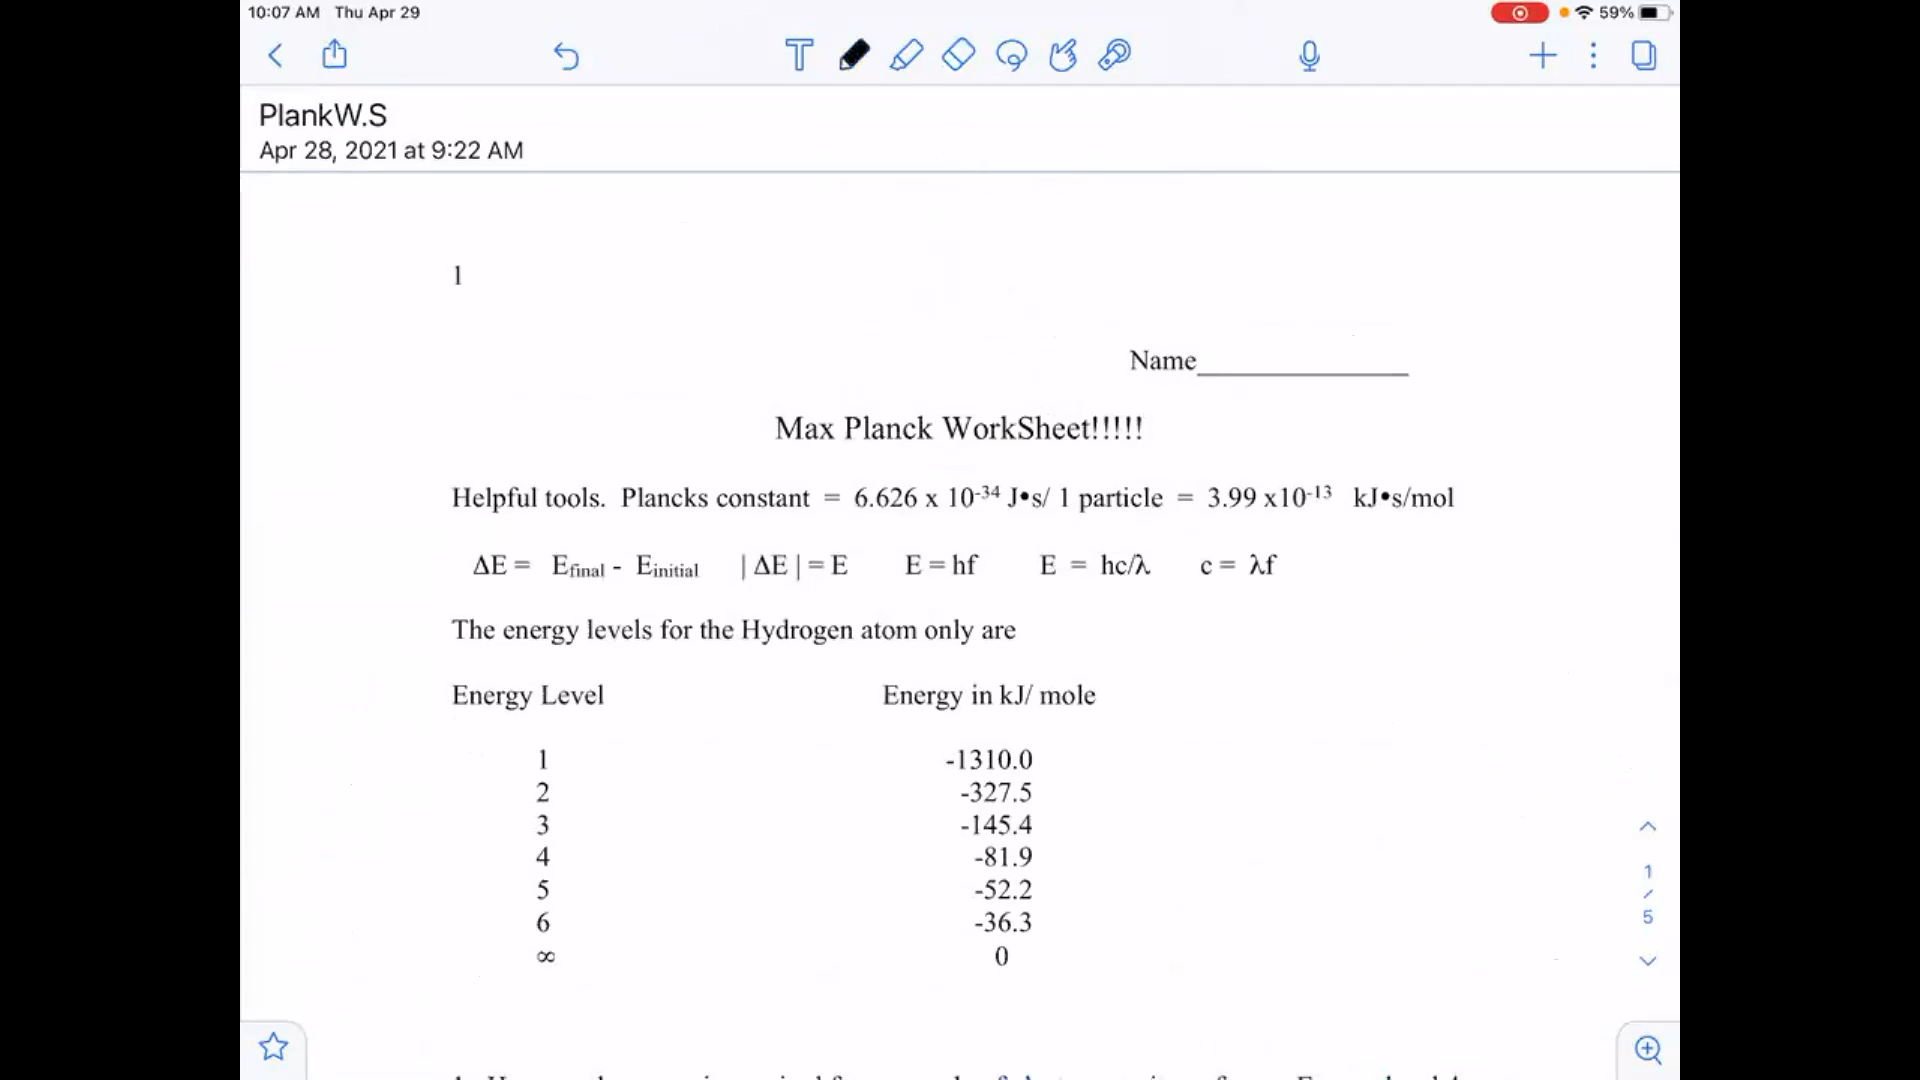 10:07 AM Thu Apr 29
59%
PlankW.S
Apr 28, 2021 at 9:22 AM
1
Name_______________
Max Planck WorkSheet!!!!!
Helpful tools. Plancks constant = 6.626 x 10⁻³⁴ J•s/ 1 particle = 3.99 x10⁻¹³ kJ•s/mol
ΔE = Efinal - Einitial | ΔE | = E E = hf E = hc/λ c = λf
The energy levels for the Hydrogen atom only are
Energy Level Energy in kJ/ mole
1 -1310.0
2 -327.5
3 -145.4
4 -81.9
5 -52.2
6 -36.3
∞ 0
1
/
5